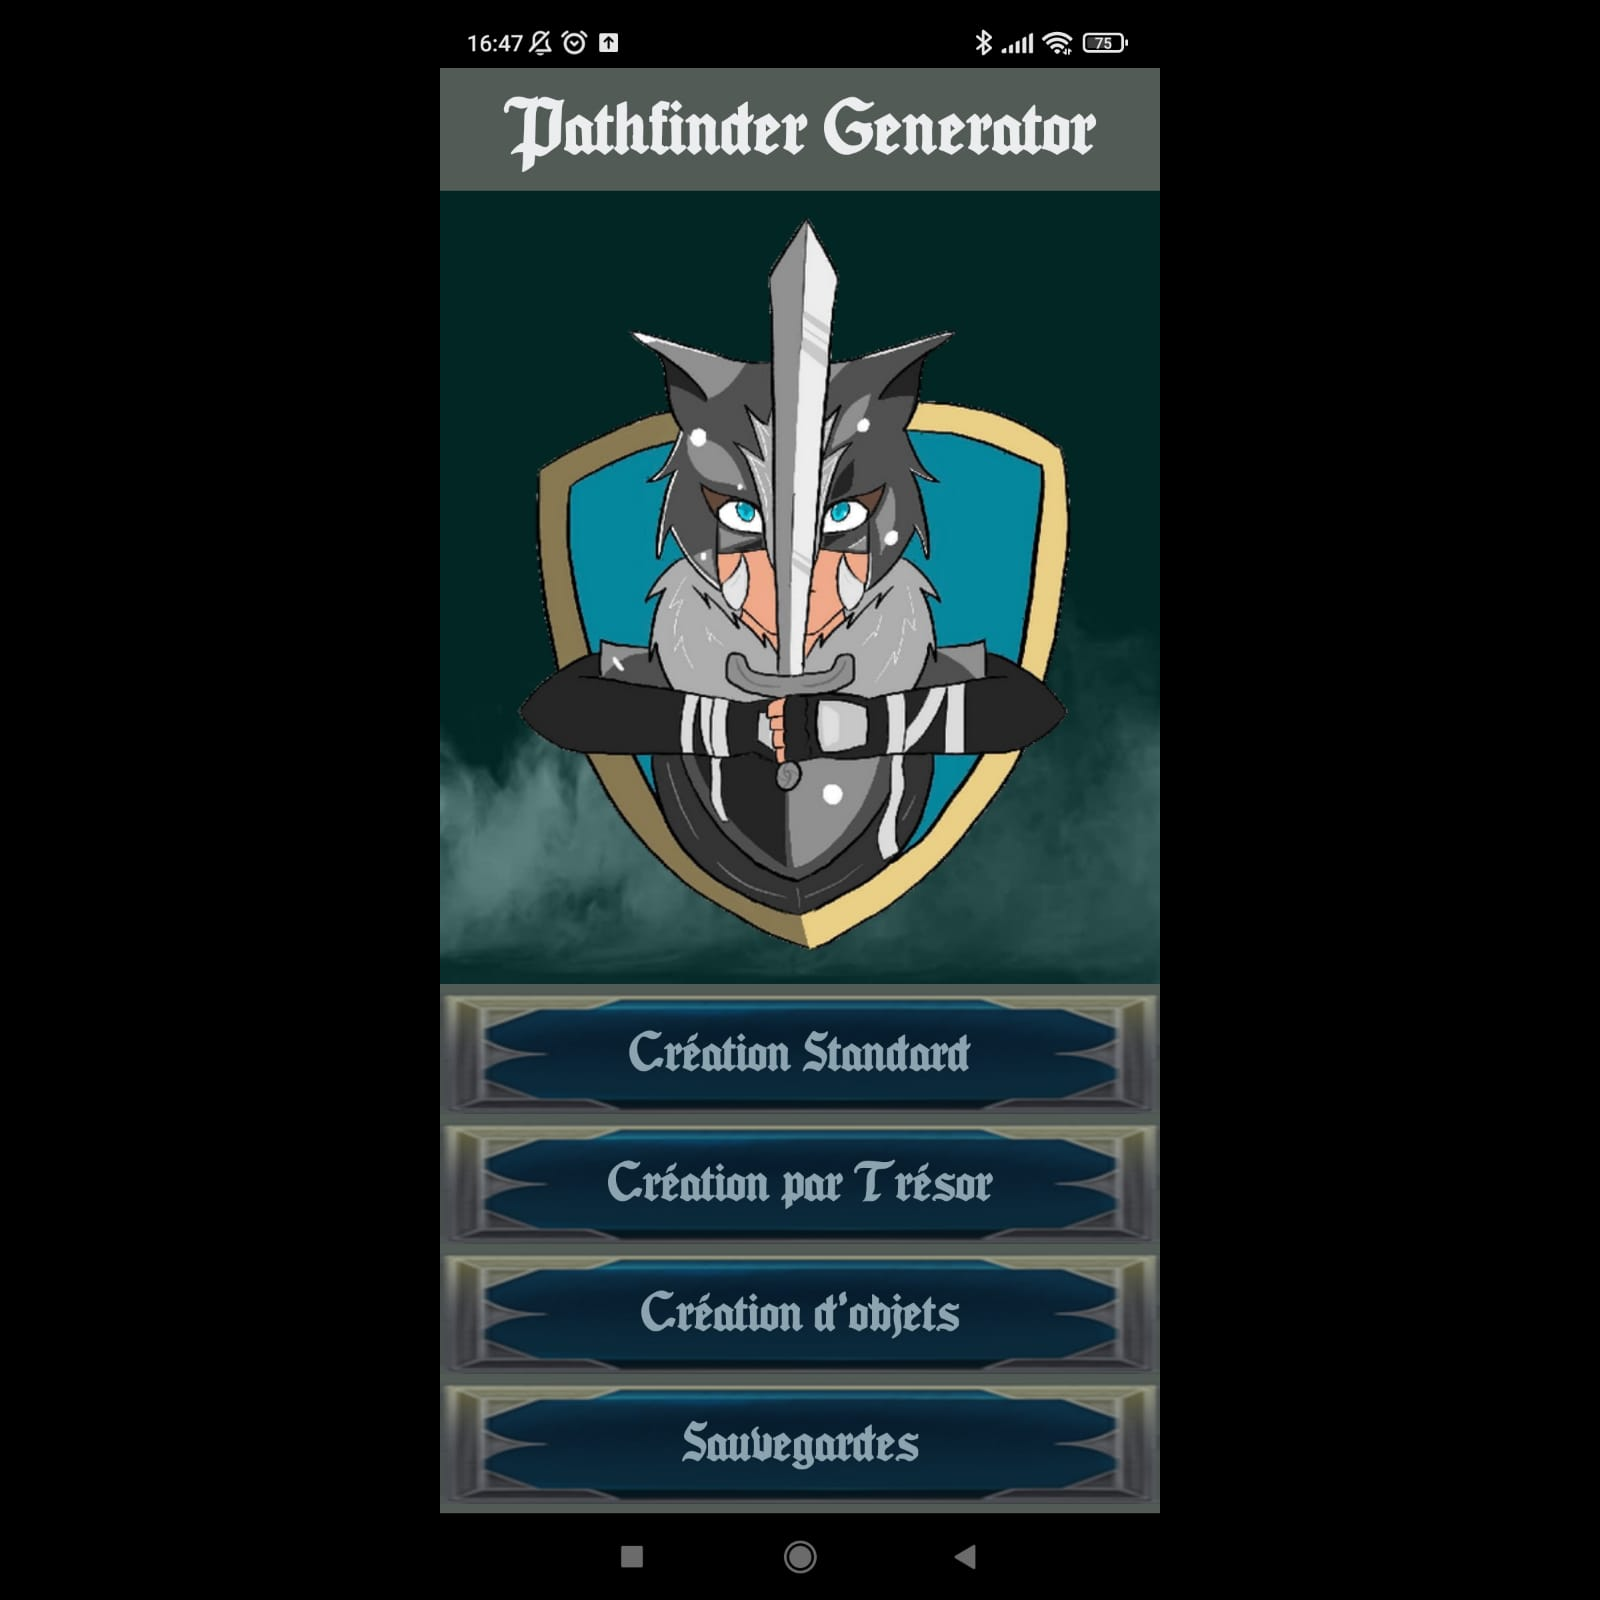 16:47
75
Pathfinder Generator
Création Standard
Création par Trésor
Création d'objets
Sauvegardes